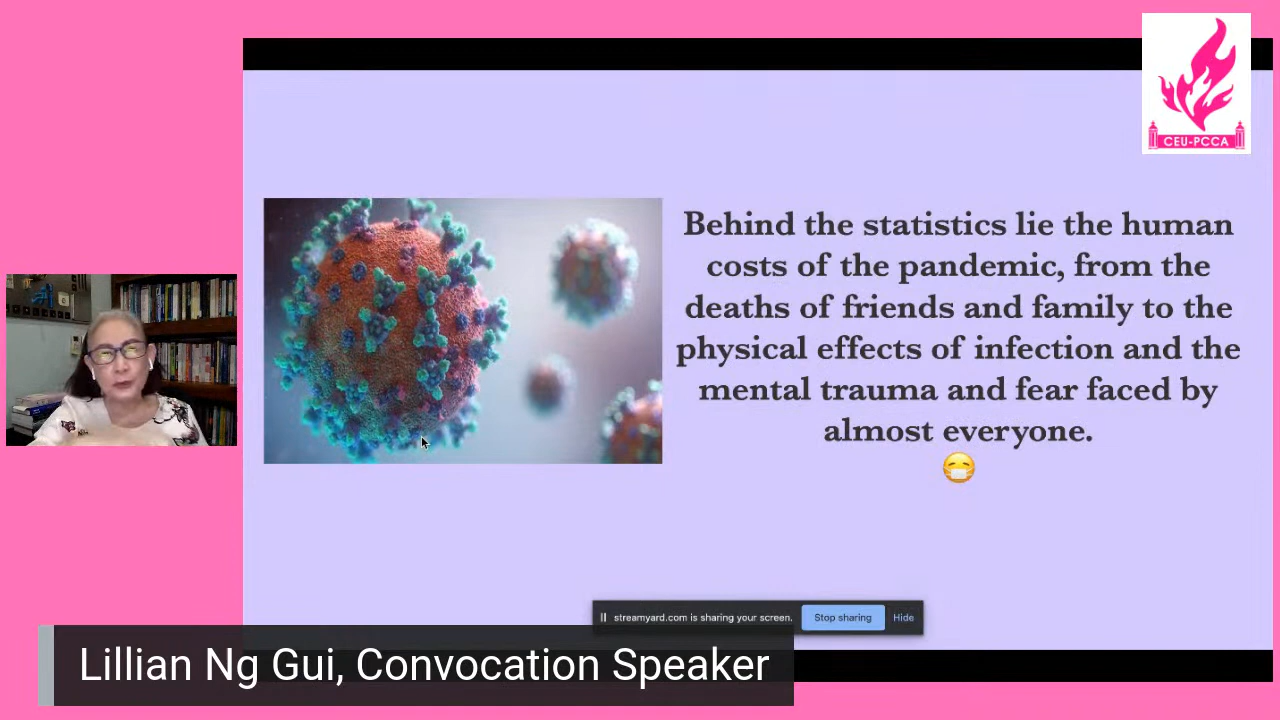 CEU-PCCA
Behind the statistics lie the human
costs of the pandemic, from the
deaths of friends and family to the
physical effects of infection and the
mental trauma and fear faced by
almost everyone.
streamyard.com is sharing your screen.
Stop sharing
Hide
Lillian Ng Gui, Convocation Speaker